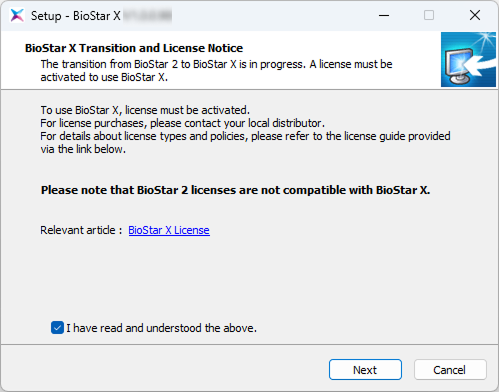 Setup - BioStar X
BioStar X Transition and License Notice
The transition from BioStar 2 to BioStar X is in progress. A license must be
activated to use BioStar X.
To use BioStar X, license must be activated.
For license purchases, please contact your local distributor.
For details about license types and policies, please refer to the license guide provided
via the link below.
Please note that BioStar 2 licenses are not compatible with BioStar X.
Relevant article : BioStar X License
I have read and understood the above.
Next
Cancel